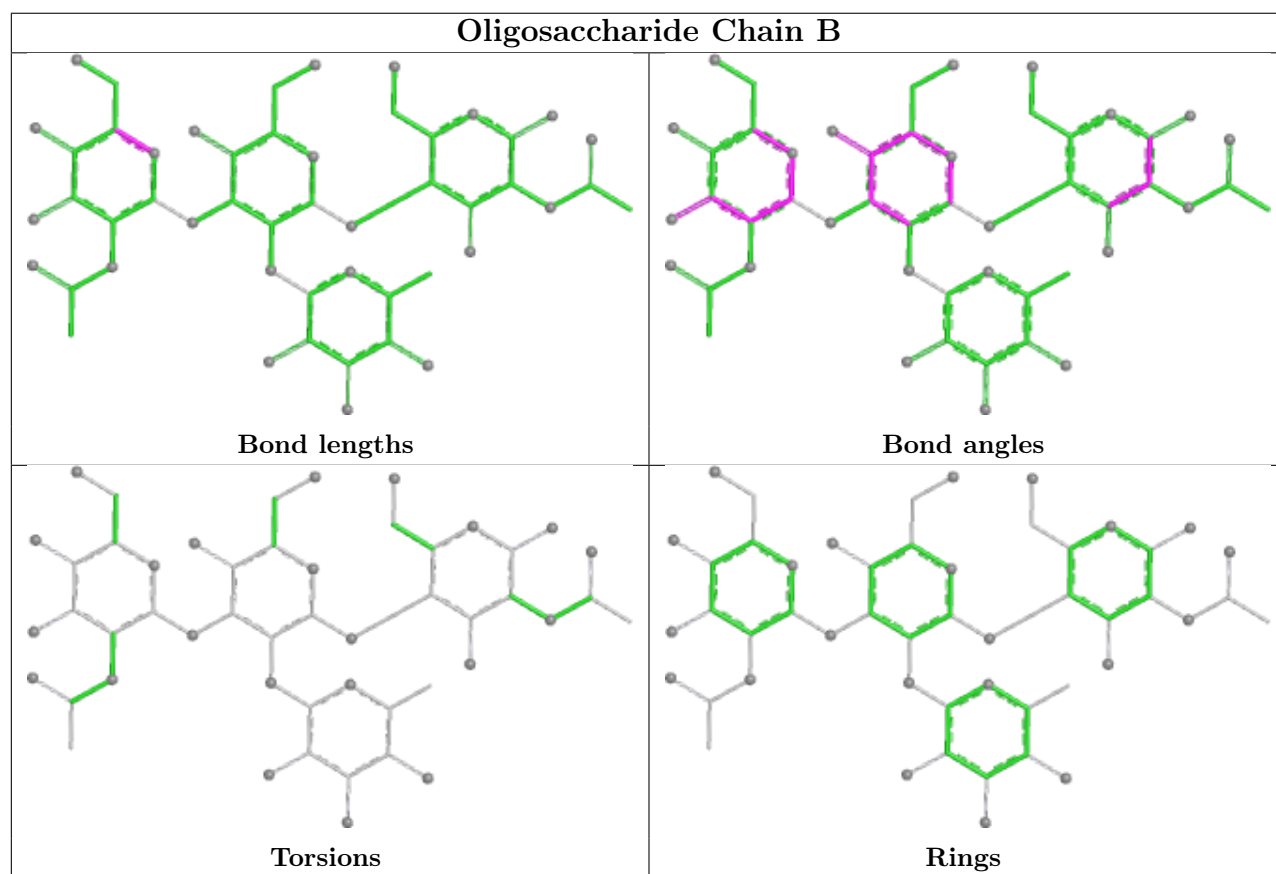 Oligosaccharide Chain B
Bond lengths
Bond angles
Torsions
Rings